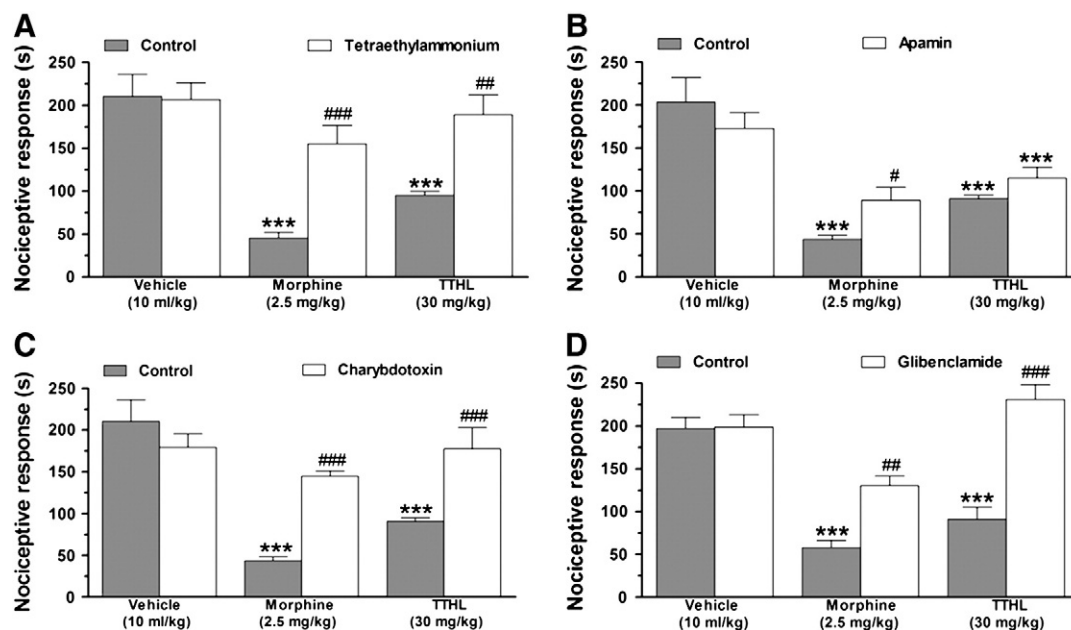 A
Control Tetraethylammonium
Nociceptive response (s)
250
200
150
100
50
0
###
##
***
***
Vehicle Morphine TTHL
(10 ml/kg) (2.5 mg/kg) (30 mg/kg)
B
Control Apamin
Nociceptive response (s)
250
200
150
100
50
0
#
***
***
***
Vehicle Morphine TTHL
(10 ml/kg) (2.5 mg/kg) (30 mg/kg)
C
Control Charybdotoxin
Nociceptive response (s)
250
200
150
100
50
0
###
###
***
***
Vehicle Morphine TTHL
(10 ml/kg) (2.5 mg/kg) (30 mg/kg)
D
Control Glibenclamide
Nociceptive response (s)
250
200
150
100
50
0
###
##
***
***
Vehicle Morphine TTHL
(10 ml/kg) (2.5 mg/kg) (30 mg/kg)